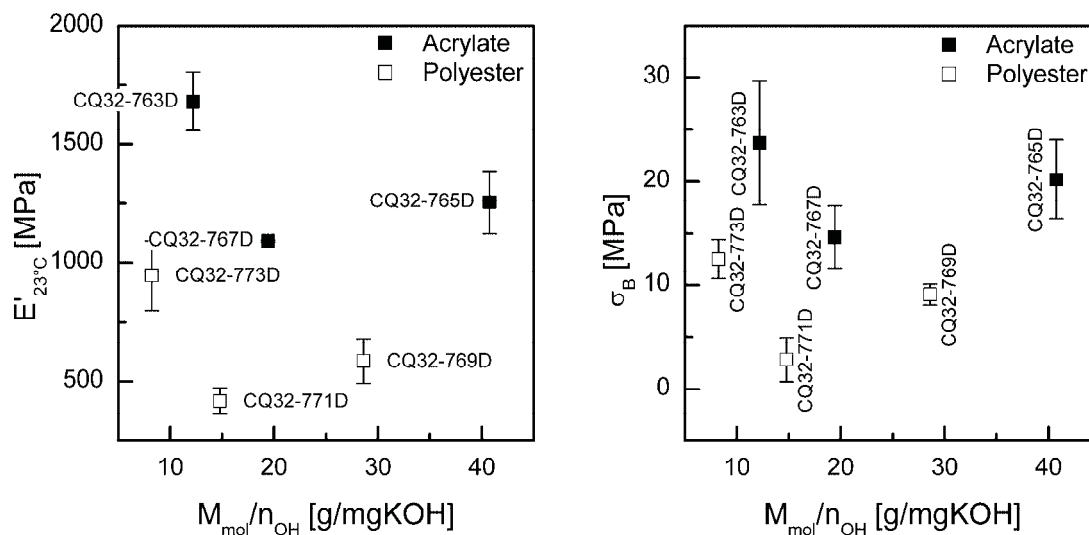 2000
1500
1000
500
E'23°C [MPa]
Acrylate
Polyester
CQ32-763D
CQ32-765D
CQ32-767D
CQ32-773D
CQ32-769D
CQ32-771D
10 20 30 40
Mmol/nOH [g/mgKOH]
30
20
10
0
σB [MPa]
Acrylate
Polyester
CQ32-763D
CQ32-773D
CQ32-767D
CQ32-771D
CQ32-769D
CQ32-765D
10 20 30 40
Mmol/nOH [g/mgKOH]